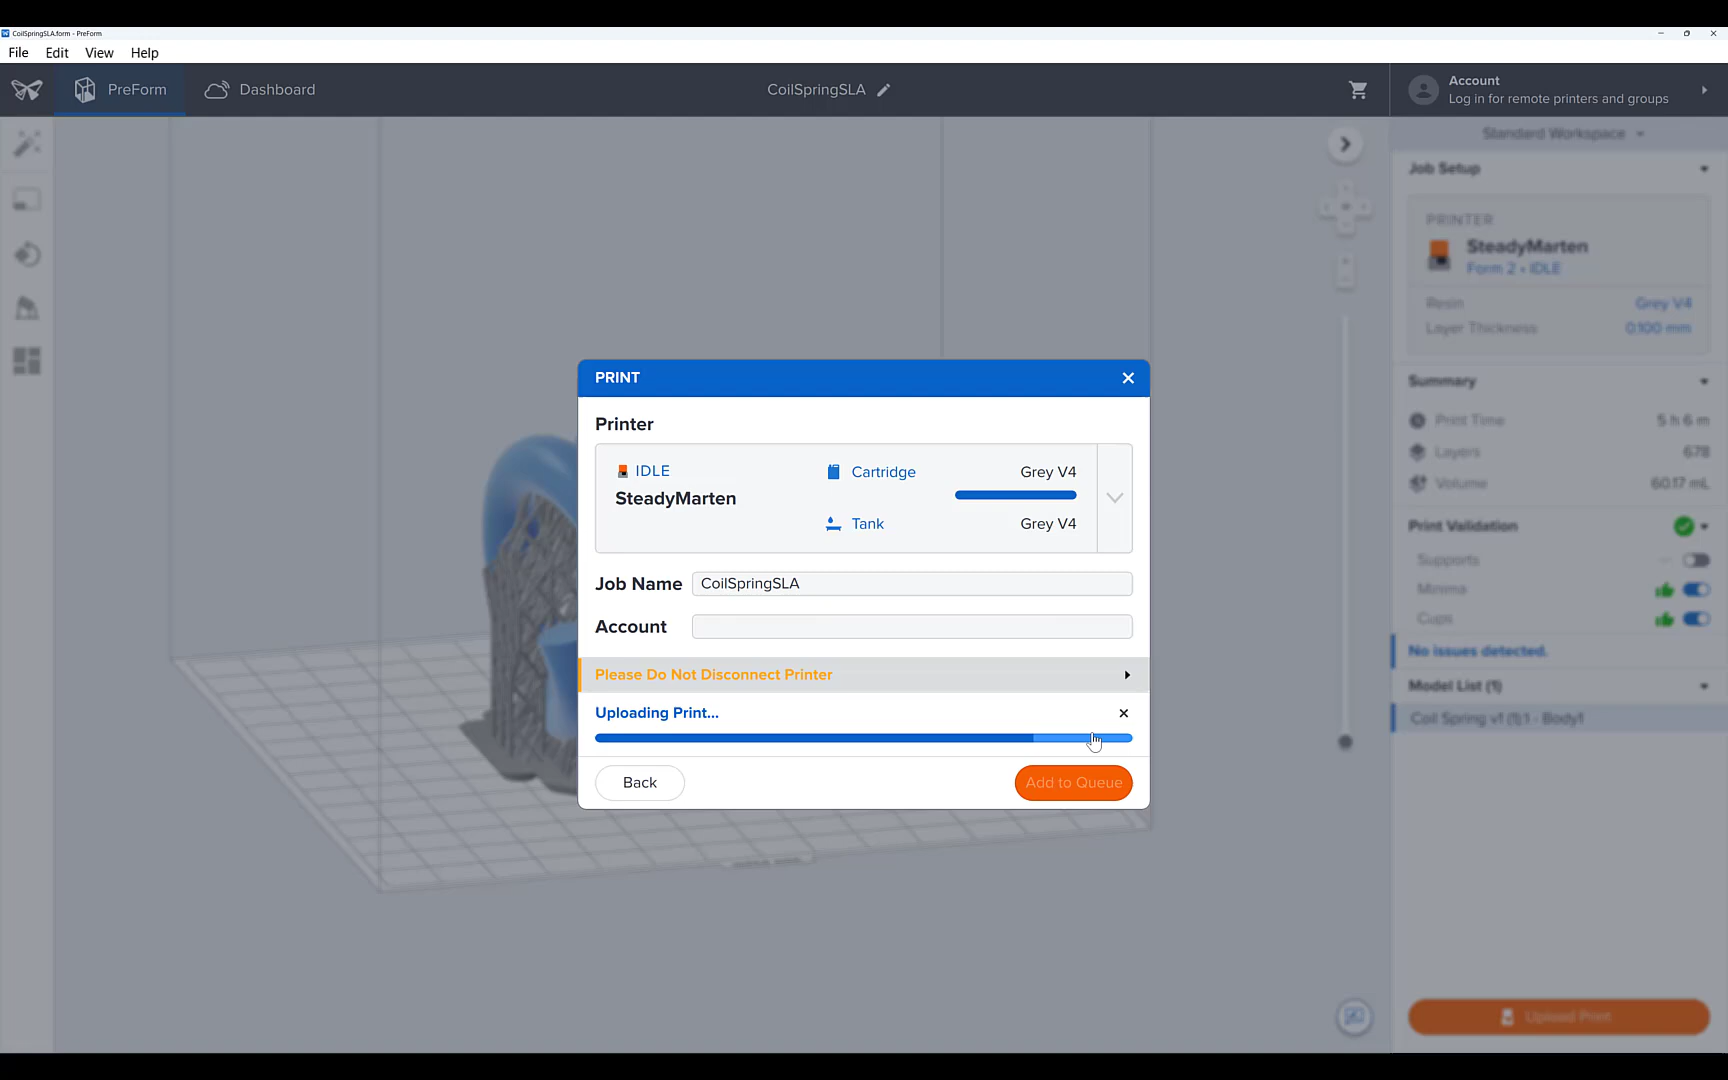 CoilSpringSLA.form - PreForm
File Edit View Help
PreForm
Dashboard
CoilSpringSLA
Account
Log in for remote printers and groups
Standard Workspace
Job Setup
PRINTER
SteadyMarten
Form 2 • IDLE
Resin Grey V4
Layer Thickness 0.100 mm
Summary
Print Time 5 h 6 m
Layers 678
Volume 60.17 mL
Print Validation
Supports
Minima
Cups
No issues detected.
Model List (1)
Coil Spring v1 (1):1 - Body1
Upload Print
PRINT
Printer
IDLE
SteadyMarten
Cartridge Grey V4
Tank Grey V4
Job Name CoilSpringSLA
Account
Please Do Not Disconnect Printer
Uploading Print...
Back
Add to Queue